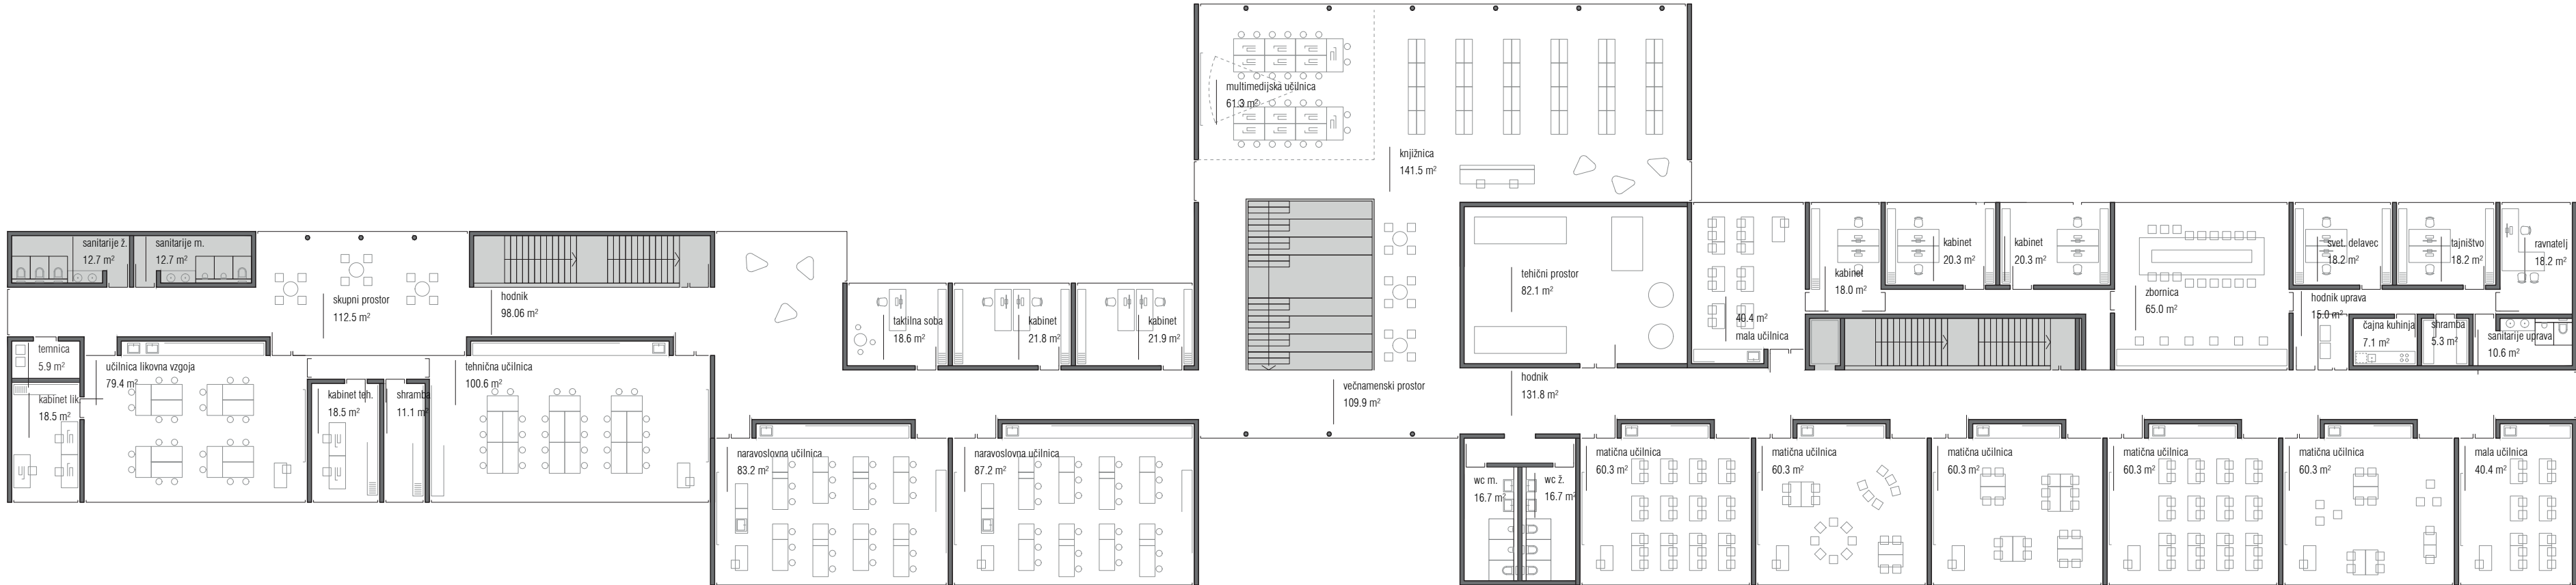 multimedijska učilnica
61.3 m²
knjižnica
141.5 m²
sanitarije ž.
12.7 m²
sanitarije m.
12.7 m²
skupni prostor
112.5 m²
hodnik
98.06 m²
taktilna soba
18.6 m²
kabinet
21.8 m²
kabinet
21.9 m²
tehični prostor
82.1 m²
40.4 m²
mala učilnica
kabinet
18.0 m²
kabinet
20.3 m²
kabinet
20.3 m²
zbornica
65.0 m²
svet. delavec
18.2 m²
tajništvo
18.2 m²
ravnatelj
18.2 m²
hodnik uprava
15.0 m²
čajna kuhinja
7.1 m²
shramba
5.3 m²
sanitarije uprava
10.6 m²
temnica
5.9 m²
kabinet lik.
18.5 m²
učilnica likovna vzgoja
79.4 m²
kabinet teh.
18.5 m²
shramba
11.1 m²
tehnična učilnica
100.6 m²
večnamenski prostor
109.9 m²
hodnik
131.8 m²
naravoslovna učilnica
83.2 m²
naravoslovna učilnica
87.2 m²
wc m.
16.7 m²
wc ž.
16.7 m²
matična učilnica
60.3 m²
matična učilnica
60.3 m²
matična učilnica
60.3 m²
matična učilnica
60.3 m²
matična učilnica
60.3 m²
mala učilnica
40.4 m²